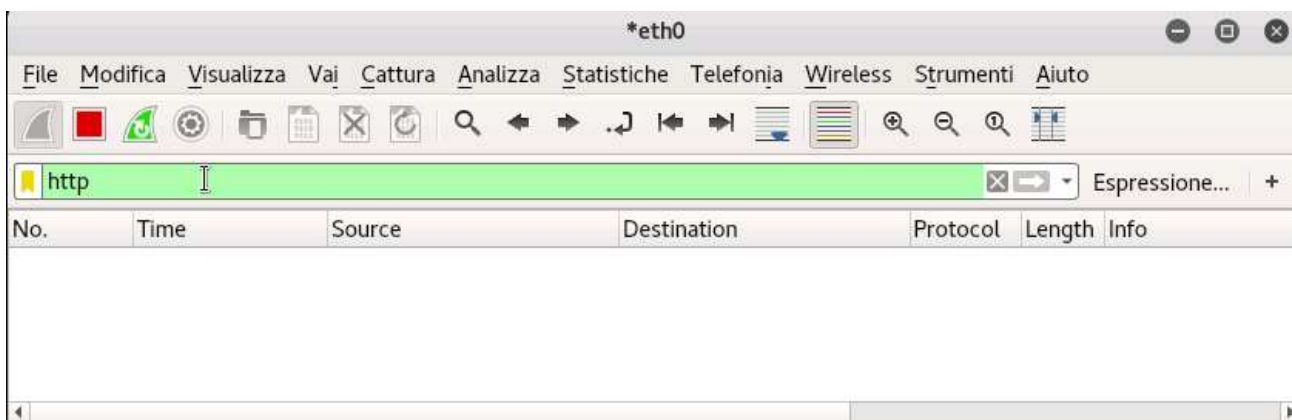 *eth0
File Modifica Visualizza Vai Cattura Analizza Statistiche Telefonia Wireless Strumenti Aiuto
http Espressione... +
No. Time Source Destination Protocol Length Info